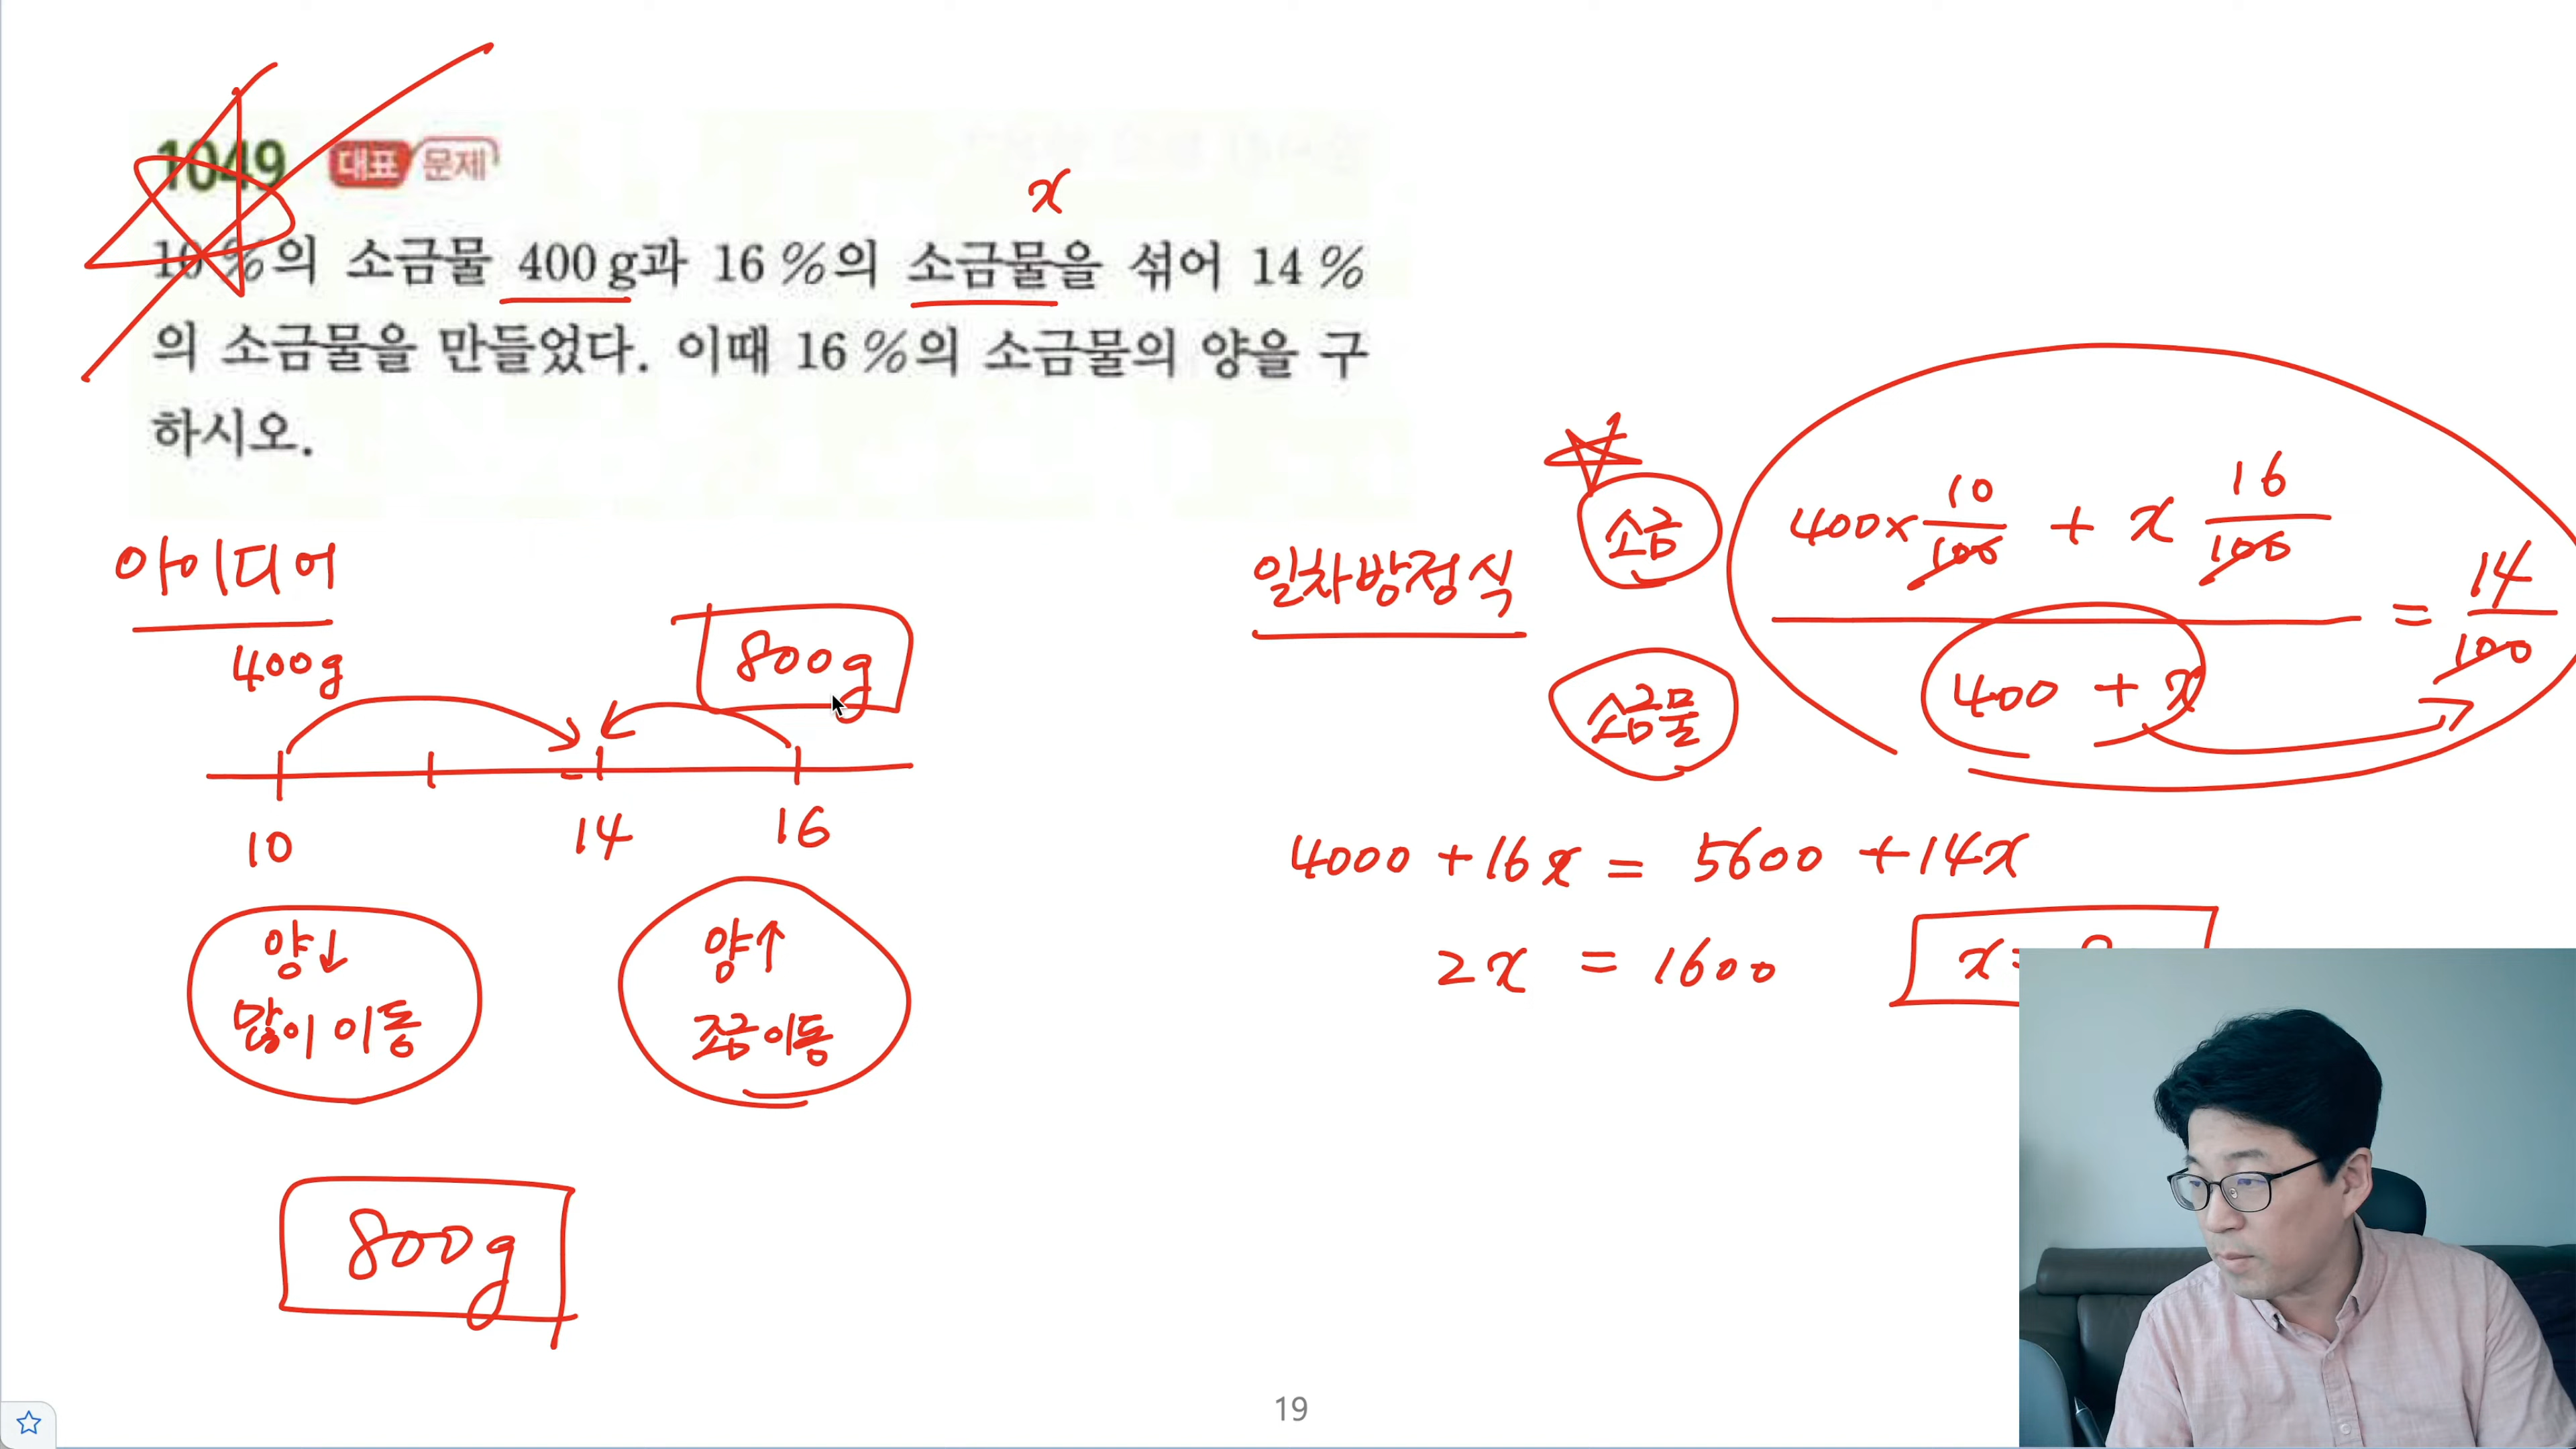 1049 대표 문제
x
10 %의 소금물 400 g과 16 %의 소금물을 섞어 14 %
의 소금물을 만들었다. 이때 16 %의 소금물의 양을 구
하시오.
아이디어
400g
800g
10 14 16
양↓
많이 이동
양↑
조금 이동
800g
일차방정식
소금
소금물
400× 10/100 + x 16/100
400 + x
= 14/100
4000 + 16x = 5600 + 14x
2x = 1600
x=
19